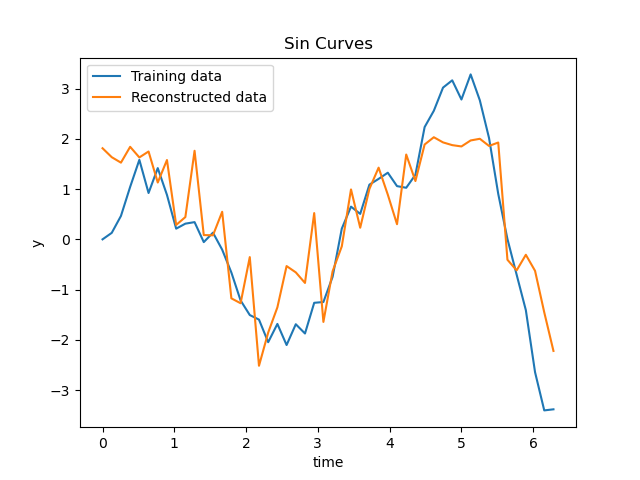 Sin Curves
Training data
Reconstructed data
3
2
1
0
−1
−2
−3
y
0 1 2 3 4 5 6
time